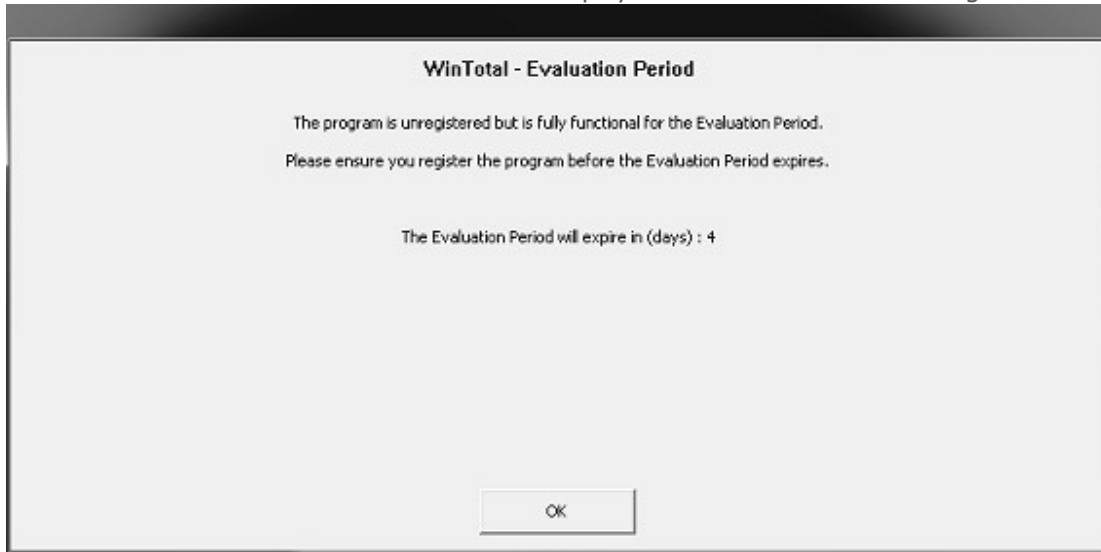 WinTotal - Evaluation Period
The program is unregistered but is fully functional for the Evaluation Period.
Please ensure you register the program before the Evaluation Period expires.
The Evaluation Period will expire in (days) : 4
OK